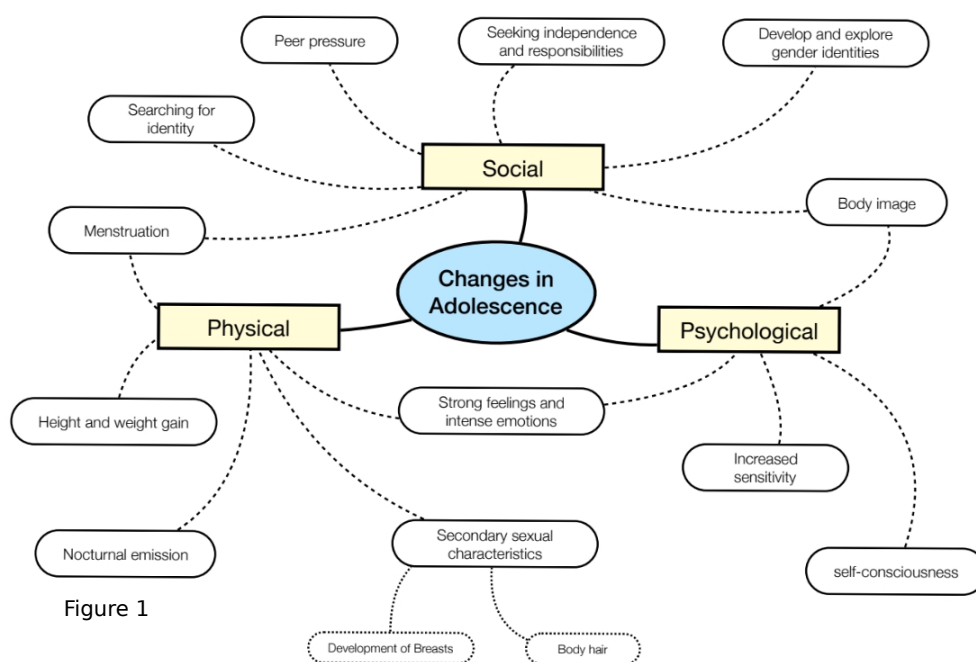 Peer pressure
Seeking independence
and responsibilities
Develop and explore
gender identities
Searching for
identity
Social
Menstruation
Body image
Changes in
Adolescence
Physical
Psychological
Height and weight gain
Strong feelings and
intense emotions
Increased
sensitivity
Nocturnal emission
Secondary sexual
characteristics
self-consciousness
Figure 1
Development of Breasts
Body hair